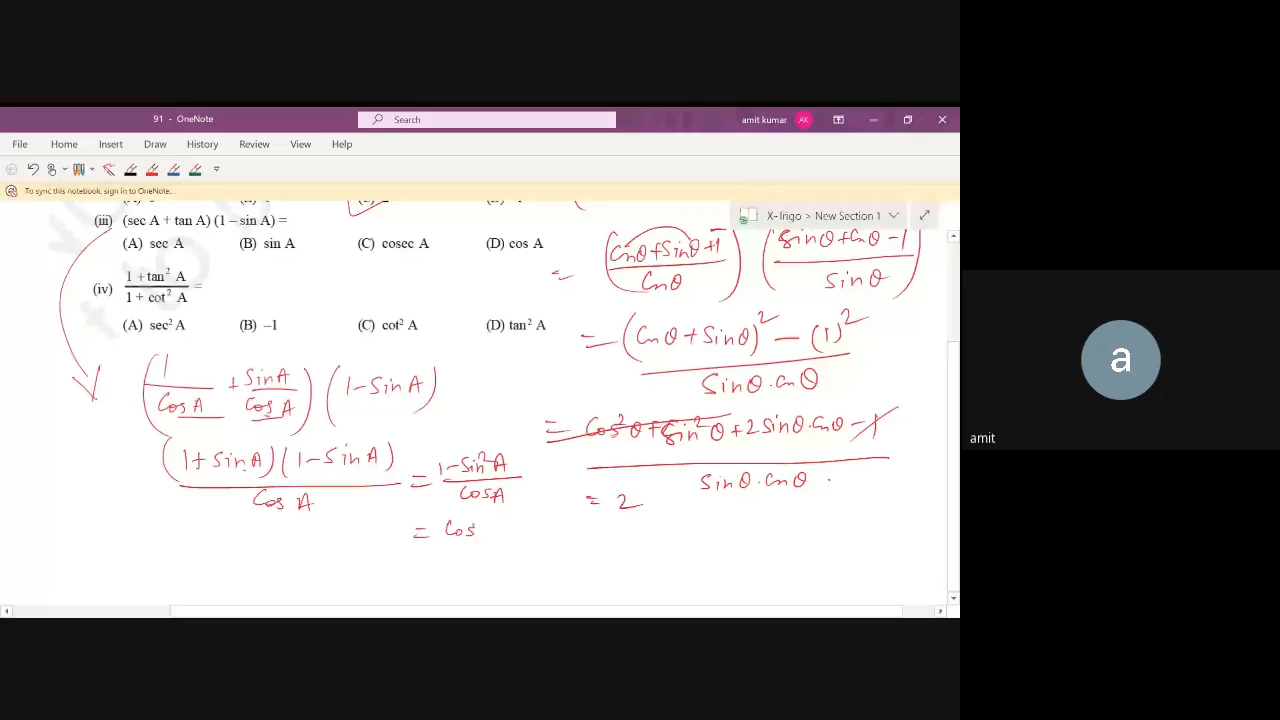 91 - OneNote
Search
amit kumar AK
File Home Insert Draw History Review View Help
To sync this notebook, sign in to OneNote...
X-Trigo > New Section 1
(iii) (sec A + tan A) (1 – sin A) =
(A) sec A (B) sin A (C) cosec A (D) cos A
(iv) 1 + tan² A
1 + cot² A =
(A) sec² A (B) –1 (C) cot² A (D) tan² A
(1/Cos A + Sin A/Cos A) (1 - Sin A)
(1 + Sin A) (1 - Sin A) / Cos A = 1 - Sin²A / Cos A
= Cos
= (Cosθ + Sinθ + 1 / Cosθ) (Sinθ + Cosθ - 1 / Sinθ)
= (Cosθ + Sinθ)² - (1)² / Sinθ.Cosθ
= Cos²θ + Sin²θ + 2 Sinθ.Cosθ - 1 / Sinθ.Cosθ
= 2
a
amit